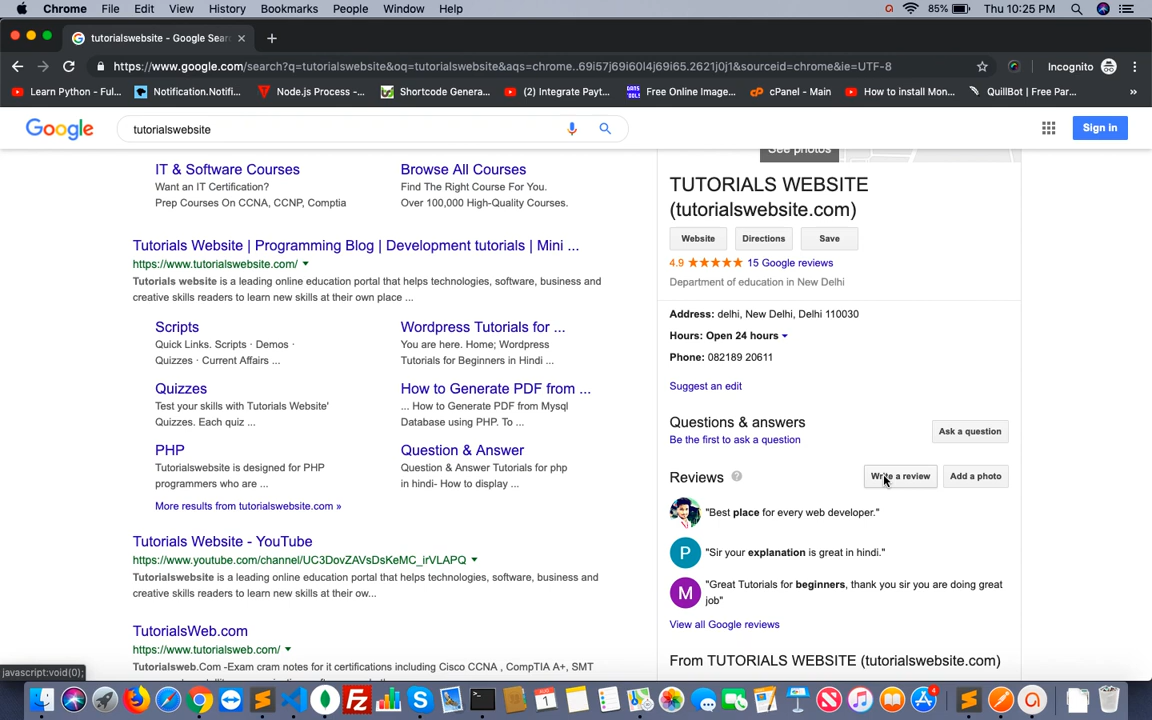 Chrome File Edit View History Bookmarks People Window Help 85% Thu 10:25 PM
tutorialswebsite - Google Sear
https://www.google.com/search?q=tutorialswebsite&oq=tutorialswebsite&aqs=chrome..69i57j69i60l4j69i65.2621j0j1&sourceid=chrome&ie=UTF-8 Incognito
Learn Python - Ful... Notification.Notifi... Node.js Process -... Shortcode Genera... (2) Integrate Payt... Free Online Image... cPanel - Main How to install Mon... QuillBot | Free Par... »
Google tutorialswebsite Sign in
See photos
IT & Software Courses
Want an IT Certification?
Prep Courses On CCNA, CCNP, Comptia
Browse All Courses
Find The Right Course For You.
Over 100,000 High-Quality Courses.
Tutorials Website | Programming Blog | Development tutorials | Mini ...
https://www.tutorialswebsite.com/
Tutorials website is a leading online education portal that helps technologies, software, business and
creative skills readers to learn new skills at their own place ...
Scripts
Quick Links. Scripts · Demos ·
Quizzes · Current Affairs ...
Wordpress Tutorials for ...
You are here. Home; Wordpress
Tutorials for Beginners in Hindi ...
Quizzes
Test your skills with Tutorials Website'
Quizzes. Each quiz ...
How to Generate PDF from ...
... How to Generate PDF from Mysql
Database using PHP. To ...
PHP
Tutorialswebsite is designed for PHP
programmers who are ...
Question & Answer
Question & Answer Tutorials for php
in hindi- How to display ...
More results from tutorialswebsite.com »
Tutorials Website - YouTube
https://www.youtube.com/channel/UC3DovZAVsDsKeMC_irVLAPQ
Tutorialswebsite is a leading online education portal that helps technologies, software, business and
creative skills readers to learn new skills at their ow...
TutorialsWeb.com
https://www.tutorialsweb.com/
Tutorialsweb.Com -Exam cram notes for it certifications including Cisco CCNA , CompTIA A+, SMT
TUTORIALS WEBSITE
(tutorialswebsite.com)
Website Directions Save
4.9 15 Google reviews
Department of education in New Delhi
Address: delhi, New Delhi, Delhi 110030
Hours: Open 24 hours
Phone: 082189 20611
Suggest an edit
Questions & answers
Be the first to ask a question
Ask a question
Reviews ? Write a review Add a photo
"Best place for every web developer."
P "Sir your explanation is great in hindi."
M "Great Tutorials for beginners, thank you sir you are doing great
job"
View all Google reviews
From TUTORIALS WEBSITE (tutorialswebsite.com)
javascript:void(0);